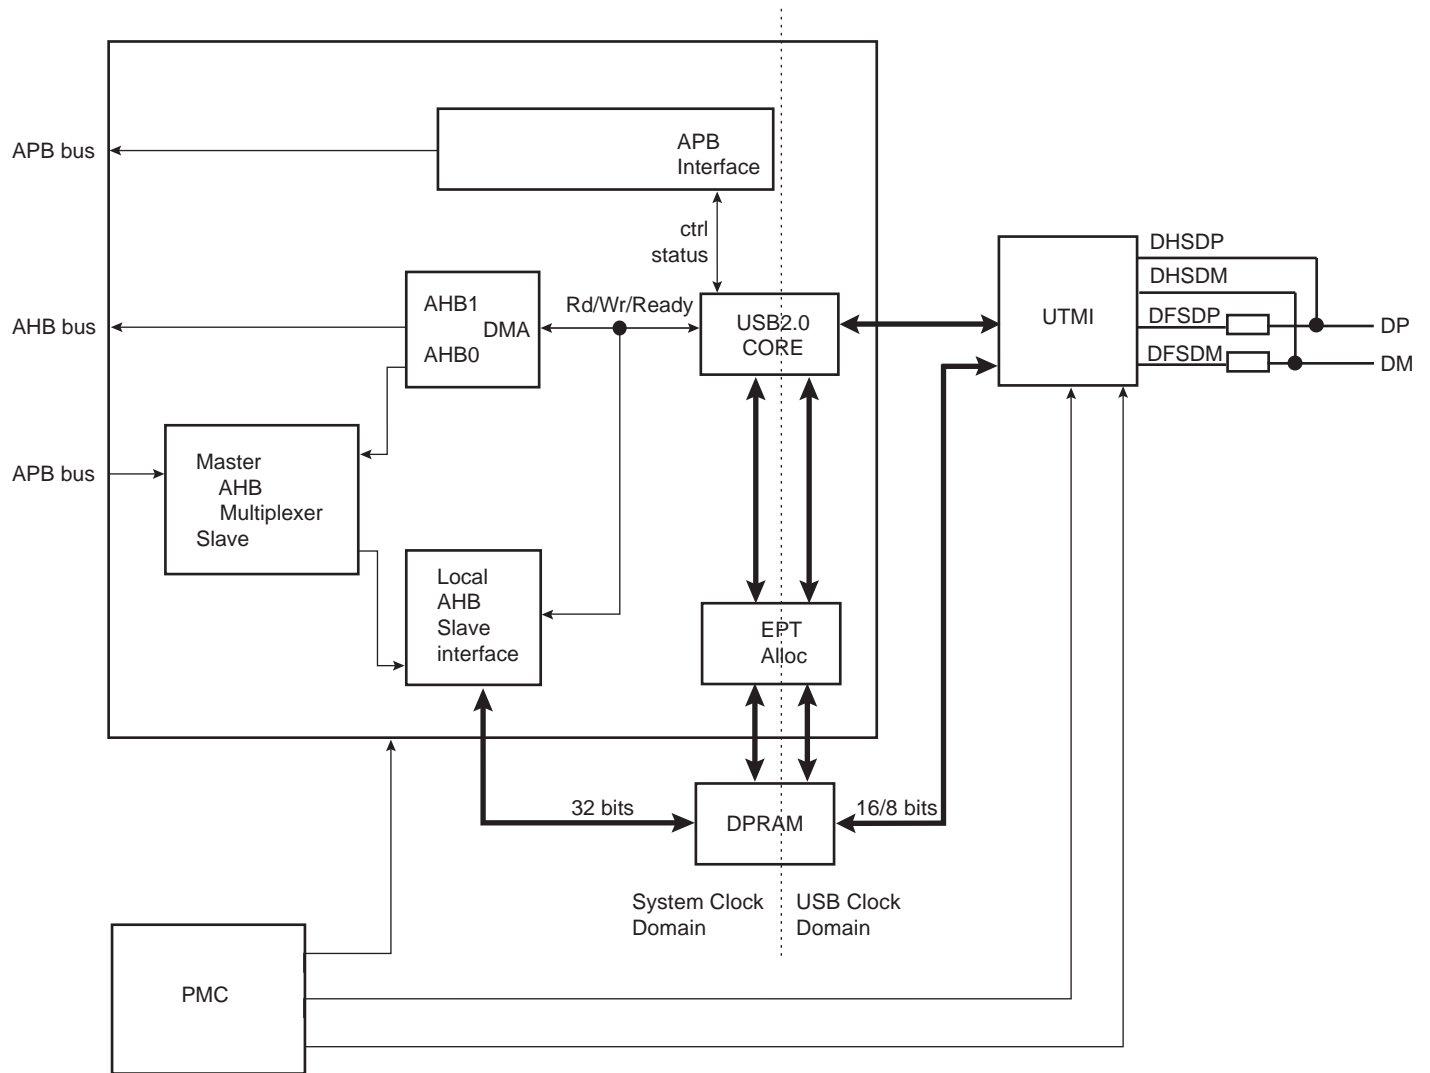 APB bus
APB
Interface
ctrl
status
AHB bus
AHB1
DMA
AHB0
Rd/Wr/Ready
USB2.0
CORE
UTMI
DHSDP
DHSDM
DFSDP
DFSDM
DP
DM
APB bus
Master
AHB
Multiplexer
Slave
Local
AHB
Slave
interface
EPT
Alloc
32 bits
DPRAM
16/8 bits
System Clock
Domain
USB Clock
Domain
PMC